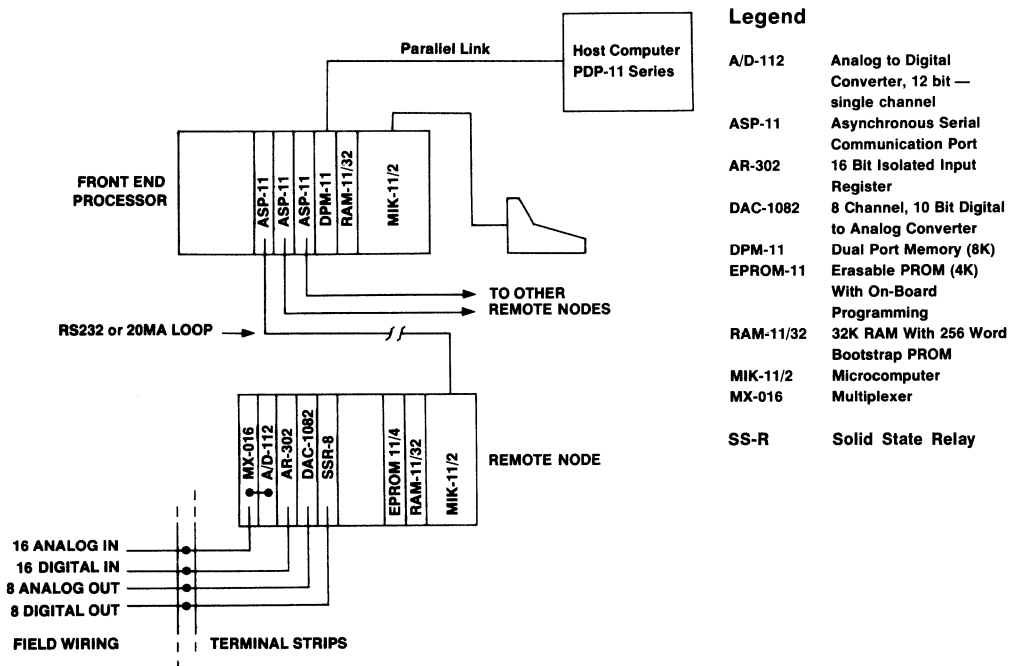 Parallel Link
Host Computer
PDP-11 Series
FRONT END
PROCESSOR
ASP-11
ASP-11
ASP-11
DPM-11
RAM-11/32
MIK-11/2
TO OTHER
REMOTE NODES
RS232 or 20MA LOOP
MX-016
A/D-112
AR-302
DAC-1082
SSR-8
EPROM 11/4
RAM-11/32
MIK-11/2
REMOTE NODE
16 ANALOG IN
16 DIGITAL IN
8 ANALOG OUT
8 DIGITAL OUT
FIELD WIRING
TERMINAL STRIPS
Legend
A/D-112 Analog to Digital
Converter, 12 bit —
single channel
ASP-11 Asynchronous Serial
Communication Port
AR-302 16 Bit Isolated Input
Register
DAC-1082 8 Channel, 10 Bit Digital
to Analog Converter
DPM-11 Dual Port Memory (8K)
EPROM-11 Erasable PROM (4K)
With On-Board
Programming
RAM-11/32 32K RAM With 256 Word
Bootstrap PROM
MIK-11/2 Microcomputer
MX-016 Multiplexer
SS-R Solid State Relay